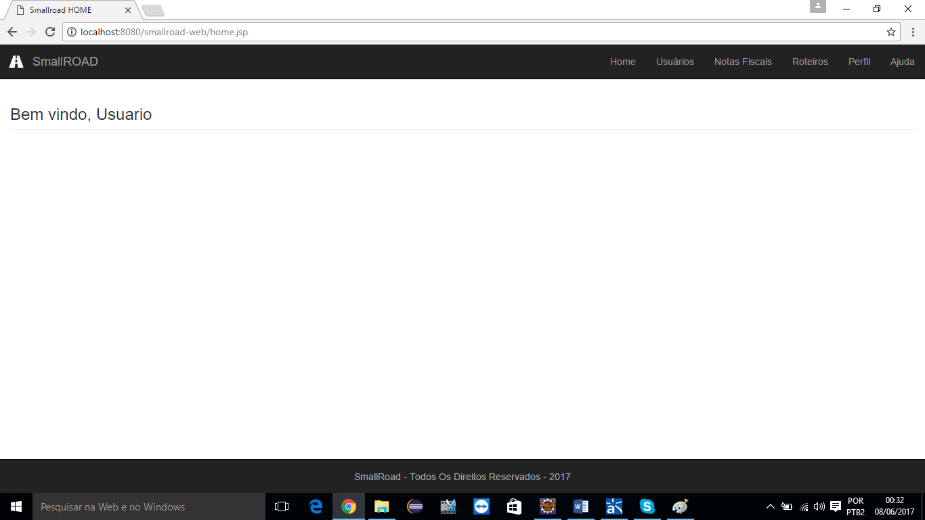 Smallroad HOME
localhost:8080/smallroad-web/home.jsp
SmallROAD Home Usuários Notas Fiscais Roteiros Perfil Ajuda
Bem vindo, Usuario
SmallRoad - Todos Os Direitos Reservados - 2017
Pesquisar na Web e no Windows
POR 00:32
PTB2 08/06/2017